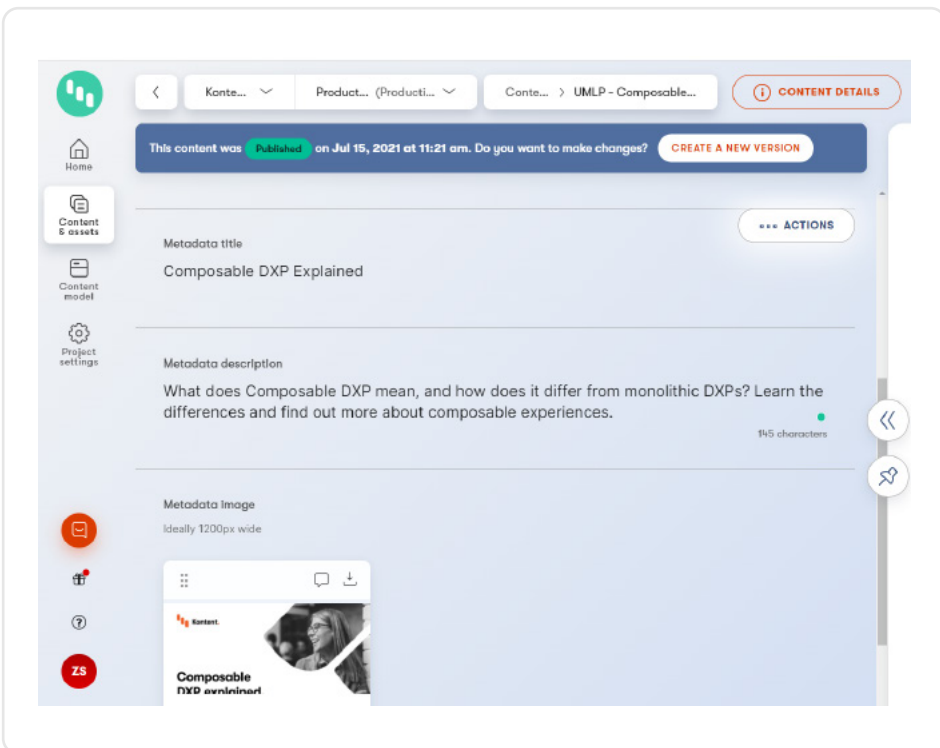 Konte...
Product... (Producti...
Conte... > UMLP - Composable...
CONTENT DETAILS
This content was Published on Jul 15, 2021 at 11:21 am. Do you want to make changes? CREATE A NEW VERSION
Home
Content
& assets
Content
model
Project
settings
ACTIONS
Metadata title
Composable DXP Explained
Metadata description
What does Composable DXP mean, and how does it differ from monolithic DXPs? Learn the
differences and find out more about composable experiences.
145 characters
Metadata image
Ideally 1200px wide
Kontent.
Composable
DXP explained
ZS